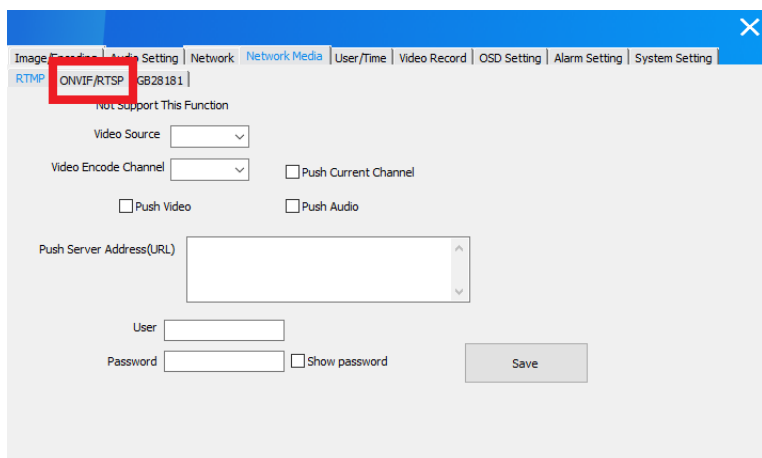 Image/Encoding Audio Setting Network Network Media User/Time Video Record OSD Setting Alarm Setting System Setting
RTMP ONVIF/RTSP GB28181
Not Support This Function
Video Source
Video Encode Channel Push Current Channel
Push Video Push Audio
Push Server Address(URL)
User
Password Show password Save